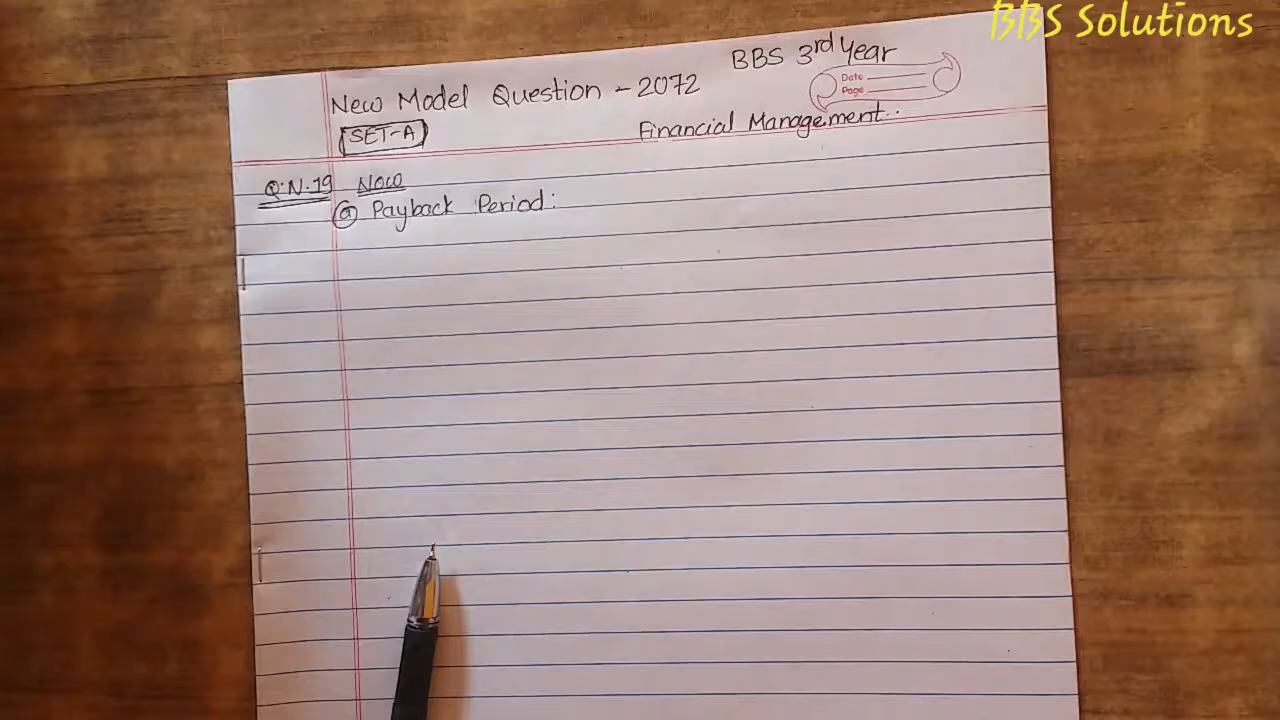 BBS Solutions
BBS 3rd Year
New Model Question - 2072
Date
Page
SET-A
Financial Management..
Q.N.19 Now
a Payback Period: